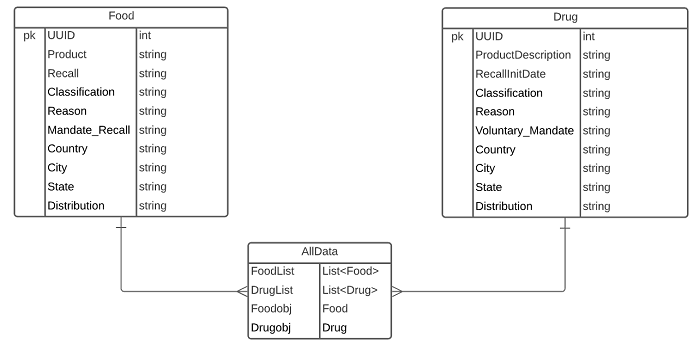 Food
pk UUID int
Product string
Recall string
Classification string
Reason string
Mandate_Recall string
Country string
City string
State string
Distribution string
Drug
pk UUID int
ProductDescription string
RecallInitDate string
Classification string
Reason string
Voluntary_Mandate string
Country string
City string
State string
Distribution string
AllData
FoodList List<Food>
DrugList List<Drug>
Foodobj Food
Drugobj Drug